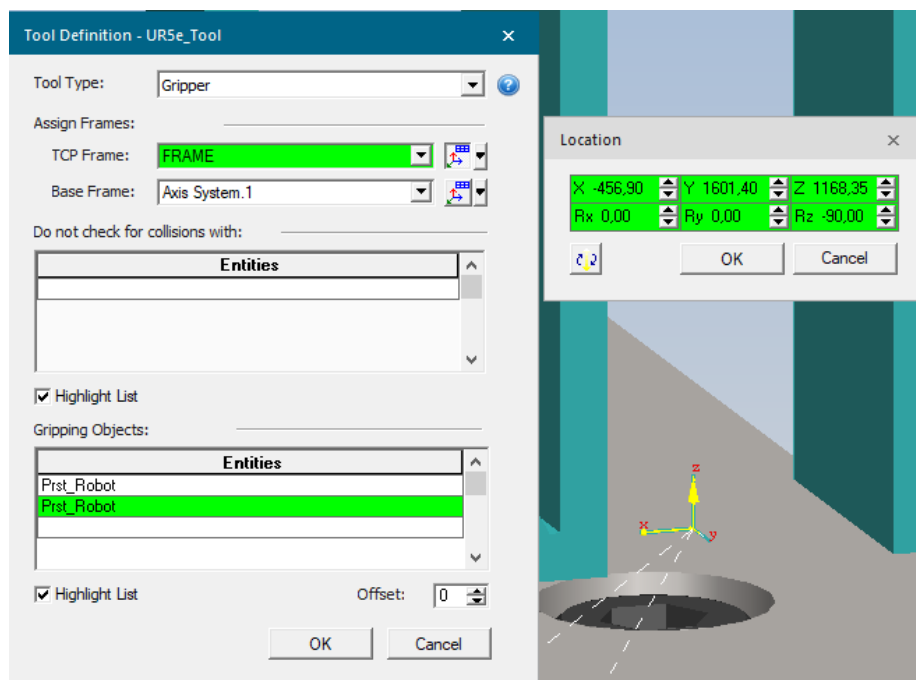 Tool Definition - UR5e_Tool
Tool Type: Gripper
Assign Frames:
TCP Frame: FRAME
Base Frame: Axis System.1
Do not check for collisions with:
Entities
Highlight List
Gripping Objects:
Entities
Prst_Robot
Prst_Robot
Highlight List Offset: 0
OK Cancel
Location
X -456,90 Y 1601,40 Z 1168,35
Rx 0,00 Ry 0,00 Rz -90,00
OK Cancel
z
x
y